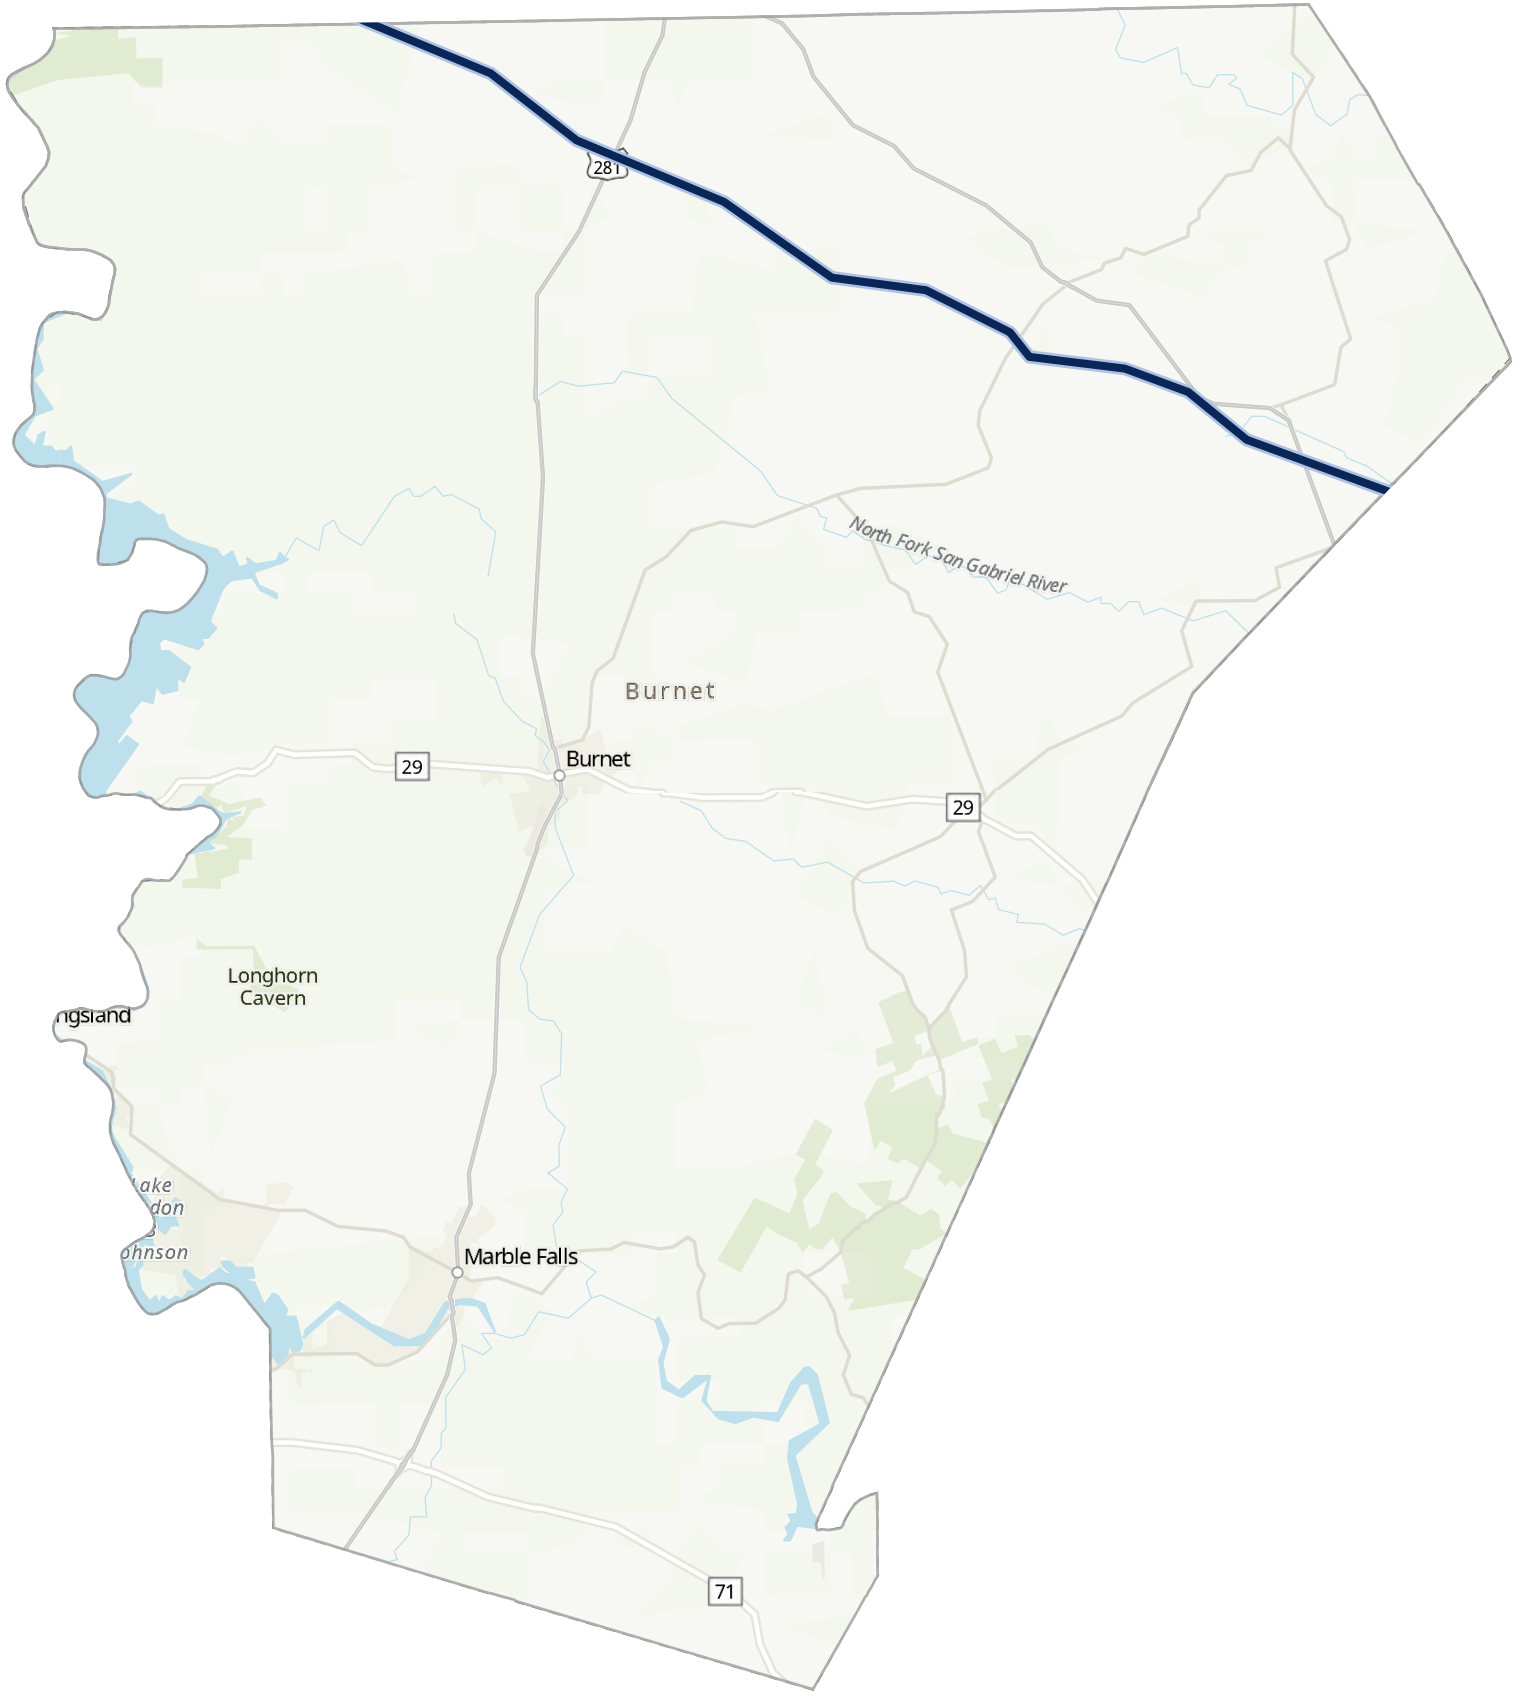 281
North Fork San Gabriel River
Burnet
Burnet
29
29
Longhorn
Cavern
ngsland
Lake
don
ohnson
Marble Falls
71